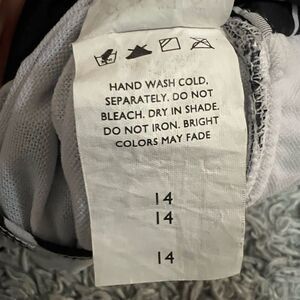 HAND WASH COLD,
SEPARATELY. DO NOT
BLEACH. DRY IN SHADE.
DO NOT IRON. BRIGHT
COLORS MAY FADE
14
14
14